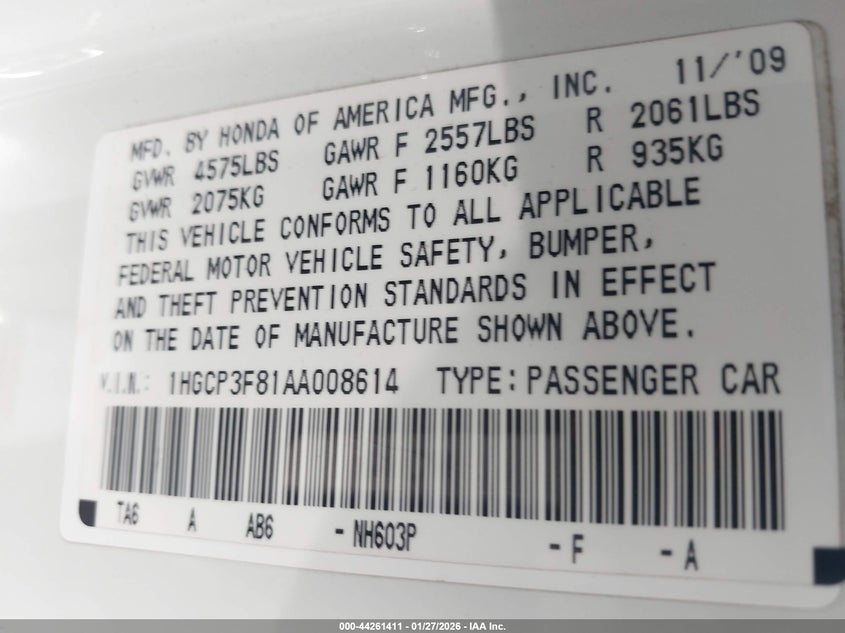 MFD. BY HONDA OF AMERICA MFG., INC. 11/'09
GVWR 4575LBS GAWR F 2557LBS R 2061LBS
GVWR 2075KG GAWR F 1160KG R 935KG
THIS VEHICLE CONFORMS TO ALL APPLICABLE
FEDERAL MOTOR VEHICLE SAFETY, BUMPER,
AND THEFT PREVENTION STANDARDS IN EFFECT
ON THE DATE OF MANUFACTURE SHOWN ABOVE.
V.I.N.: 1HGCP3F81AA008614 TYPE: PASSENGER CAR
TA6 A AB6 - NH603P - F - A
000-44261411 - 01/27/2026 - IAA Inc.